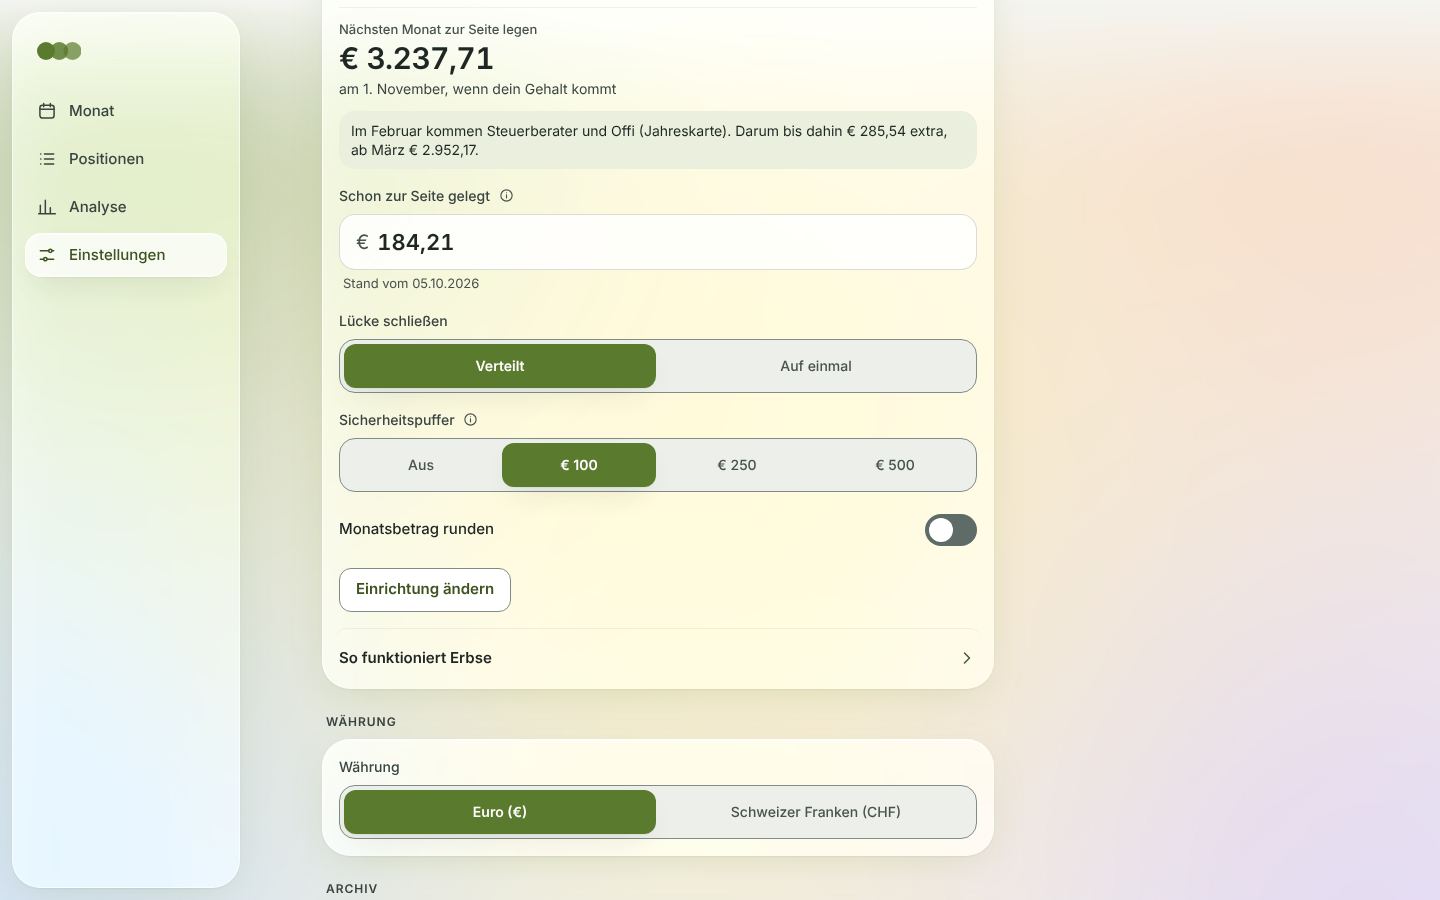 Monat
Positionen
Analyse
Einstellungen
Nächsten Monat zur Seite legen
€ 3.237,71
am 1. November, wenn dein Gehalt kommt
Im Februar kommen Steuerberater und Offi (Jahreskarte). Darum bis dahin € 285,54 extra,
ab März € 2.952,17.
Schon zur Seite gelegt
€ 184,21
Stand vom 05.10.2026
Lücke schließen
Verteilt Auf einmal
Sicherheitspuffer
Aus € 100 € 250 € 500
Monatsbetrag runden
Einrichtung ändern
So funktioniert Erbse
WÄHRUNG
Währung
Euro (€) Schweizer Franken (CHF)
ARCHIV